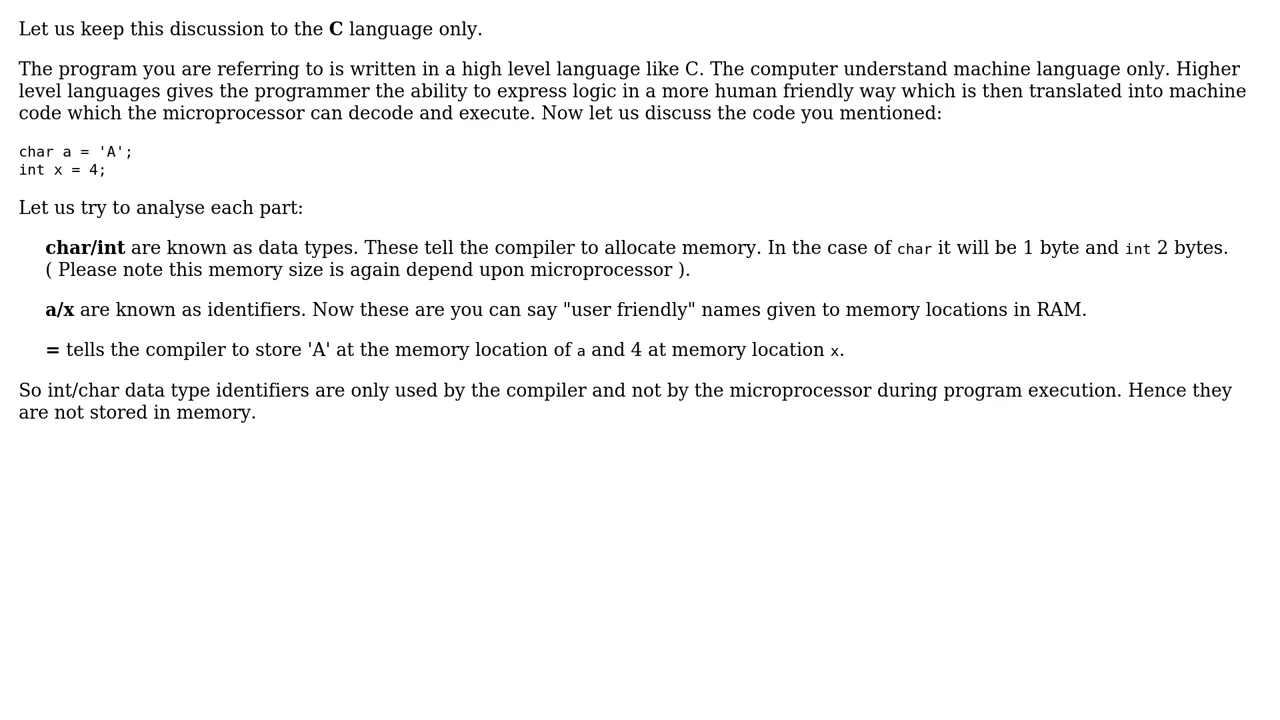 Let us keep this discussion to the C language only.
The program you are referring to is written in a high level language like C. The computer understand machine language only. Higher
level languages gives the programmer the ability to express logic in a more human friendly way which is then translated into machine
code which the microprocessor can decode and execute. Now let us discuss the code you mentioned:
char a = 'A';
int x = 4;
Let us try to analyse each part:
char/int are known as data types. These tell the compiler to allocate memory. In the case of char it will be 1 byte and int 2 bytes.
( Please note this memory size is again depend upon microprocessor ).
a/x are known as identifiers. Now these are you can say "user friendly" names given to memory locations in RAM.
= tells the compiler to store 'A' at the memory location of a and 4 at memory location x.
So int/char data type identifiers are only used by the compiler and not by the microprocessor during program execution. Hence they
are not stored in memory.